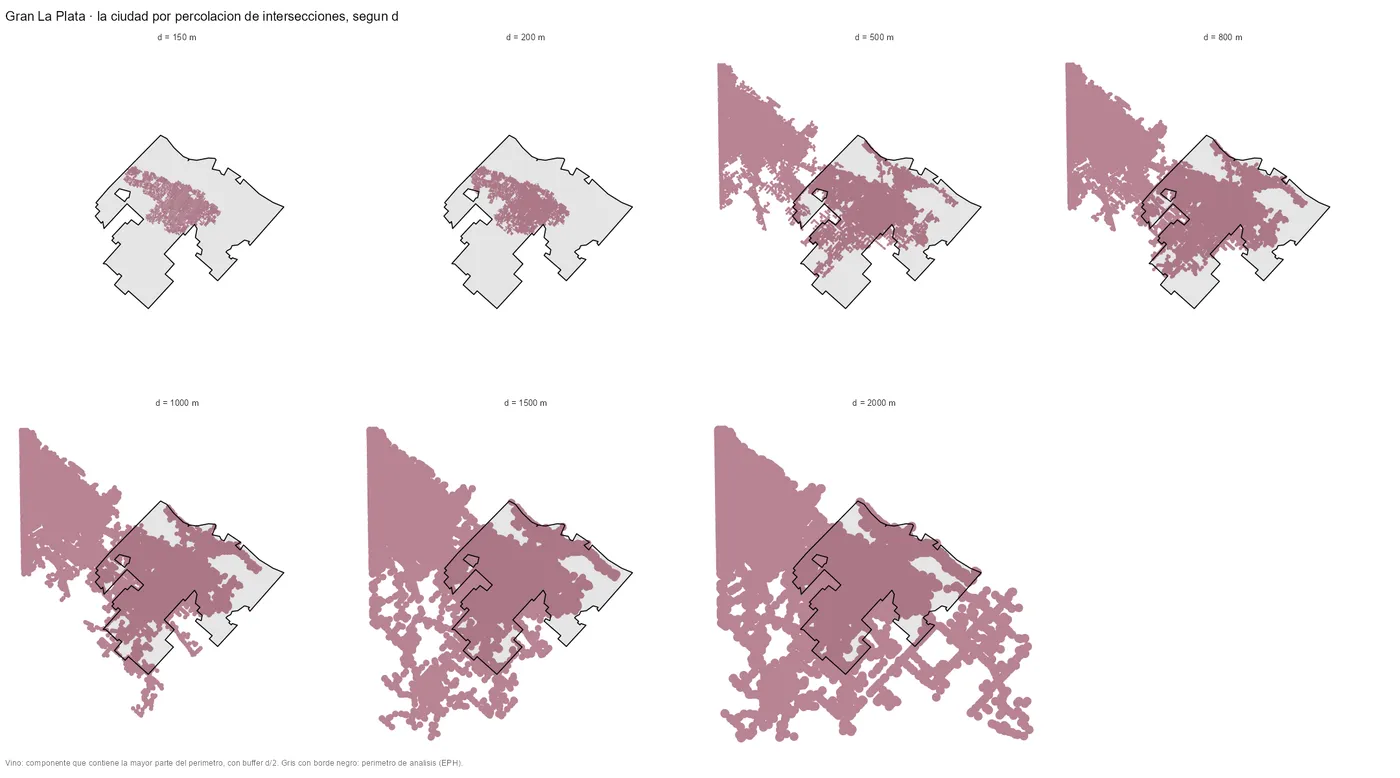 Gran La Plata · la ciudad por percolacion de intersecciones, segun d
d = 150 m
d = 200 m
d = 500 m
d = 800 m
d = 1000 m
d = 1500 m
d = 2000 m
Vino: componente que contiene la mayor parte del perimetro, con buffer d/2. Gris con borde negro: perimetro de analisis (EPH).